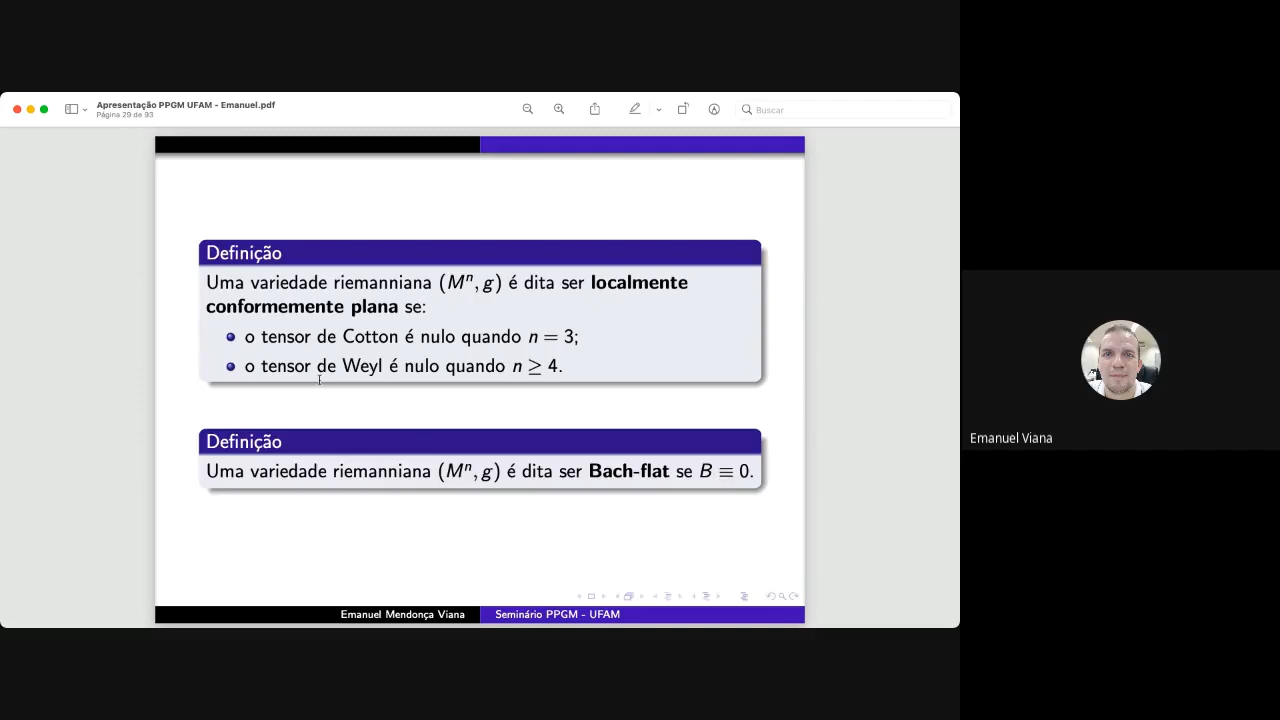 Apresentação PPGM UFAM - Emanuel.pdf
Página 29 de 93
Buscar
Definição
Uma variedade riemanniana (Mⁿ, g) é dita ser localmente
conformemente plana se:
o tensor de Cotton é nulo quando n = 3;
o tensor de Weyl é nulo quando n ≥ 4.
Definição
Uma variedade riemanniana (Mⁿ, g) é dita ser Bach-flat se B ≡ 0.
Emanuel Mendonça Viana
Seminário PPGM - UFAM
Emanuel Viana